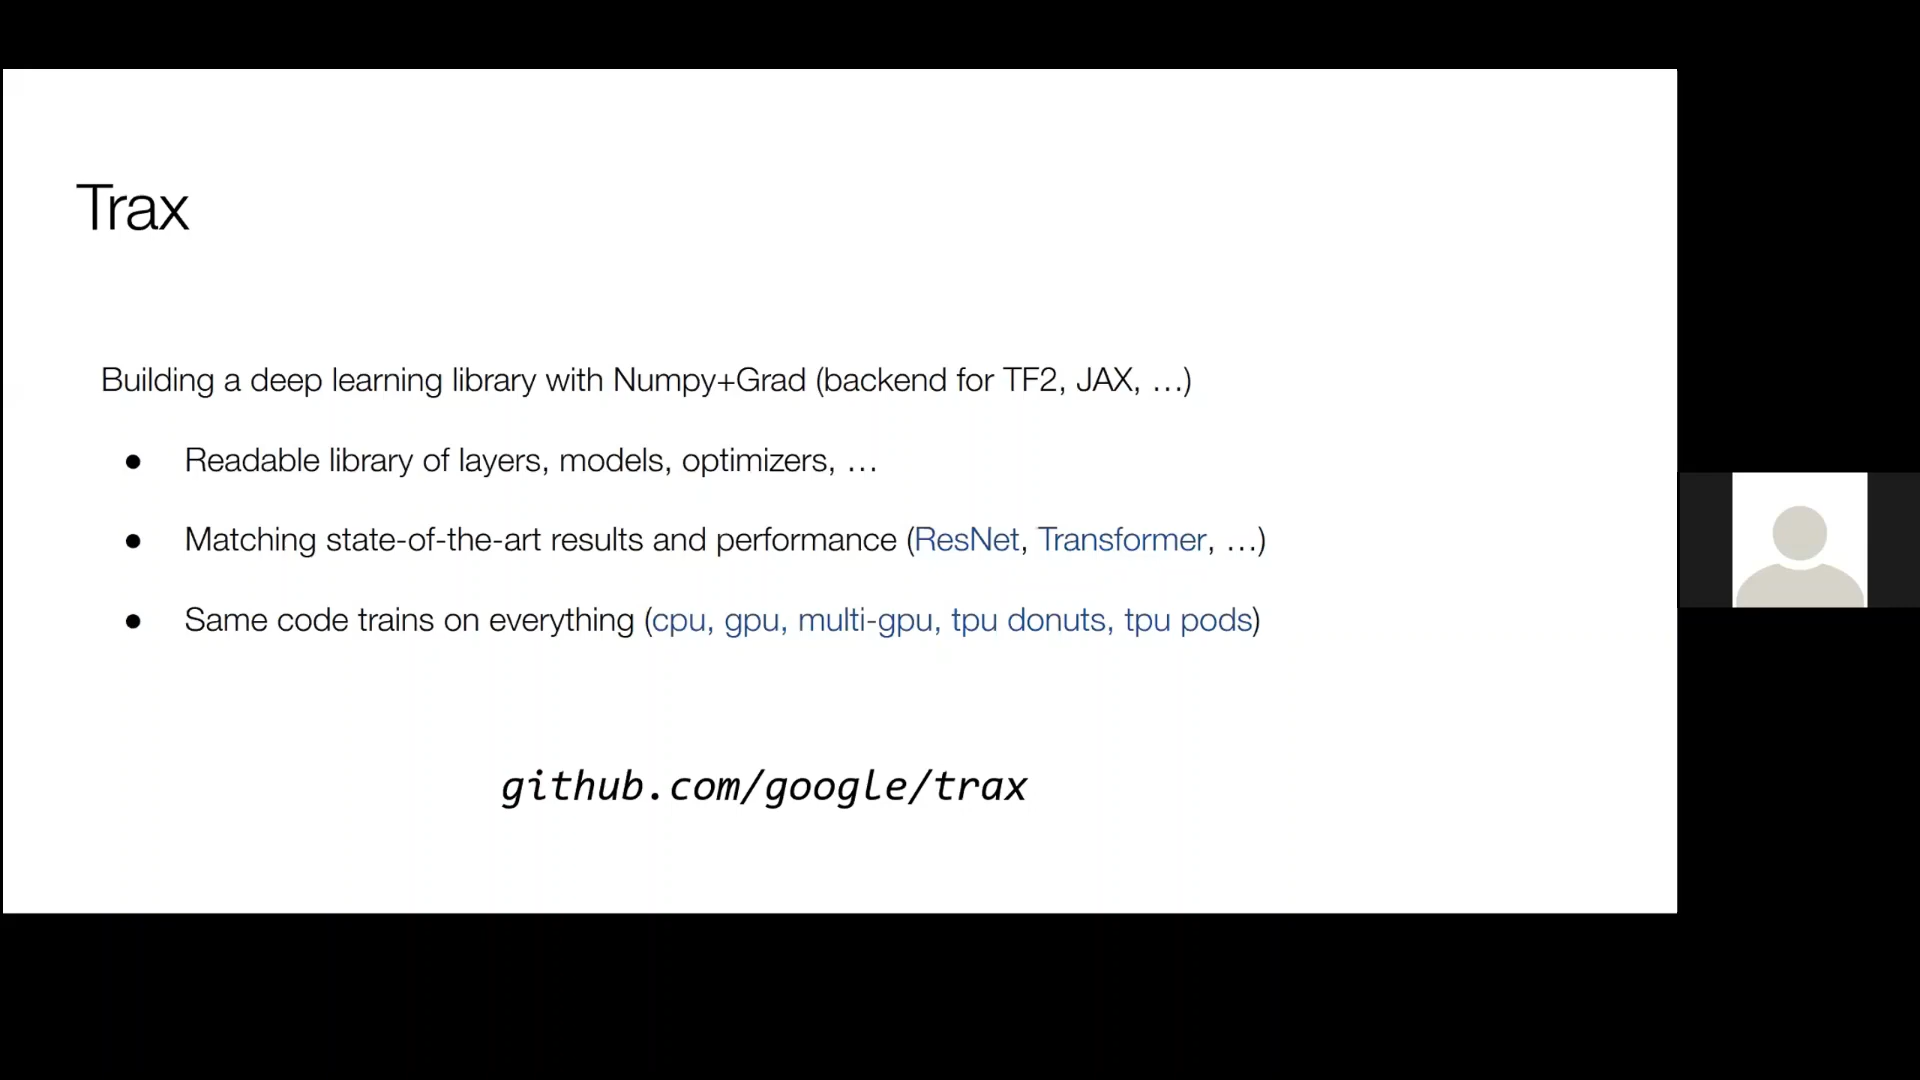 Trax
Building a deep learning library with Numpy+Grad (backend for TF2, JAX, …)
● Readable library of layers, models, optimizers, …
● Matching state-of-the-art results and performance (ResNet, Transformer, …)
● Same code trains on everything (cpu, gpu, multi-gpu, tpu donuts, tpu pods)
github.com/google/trax